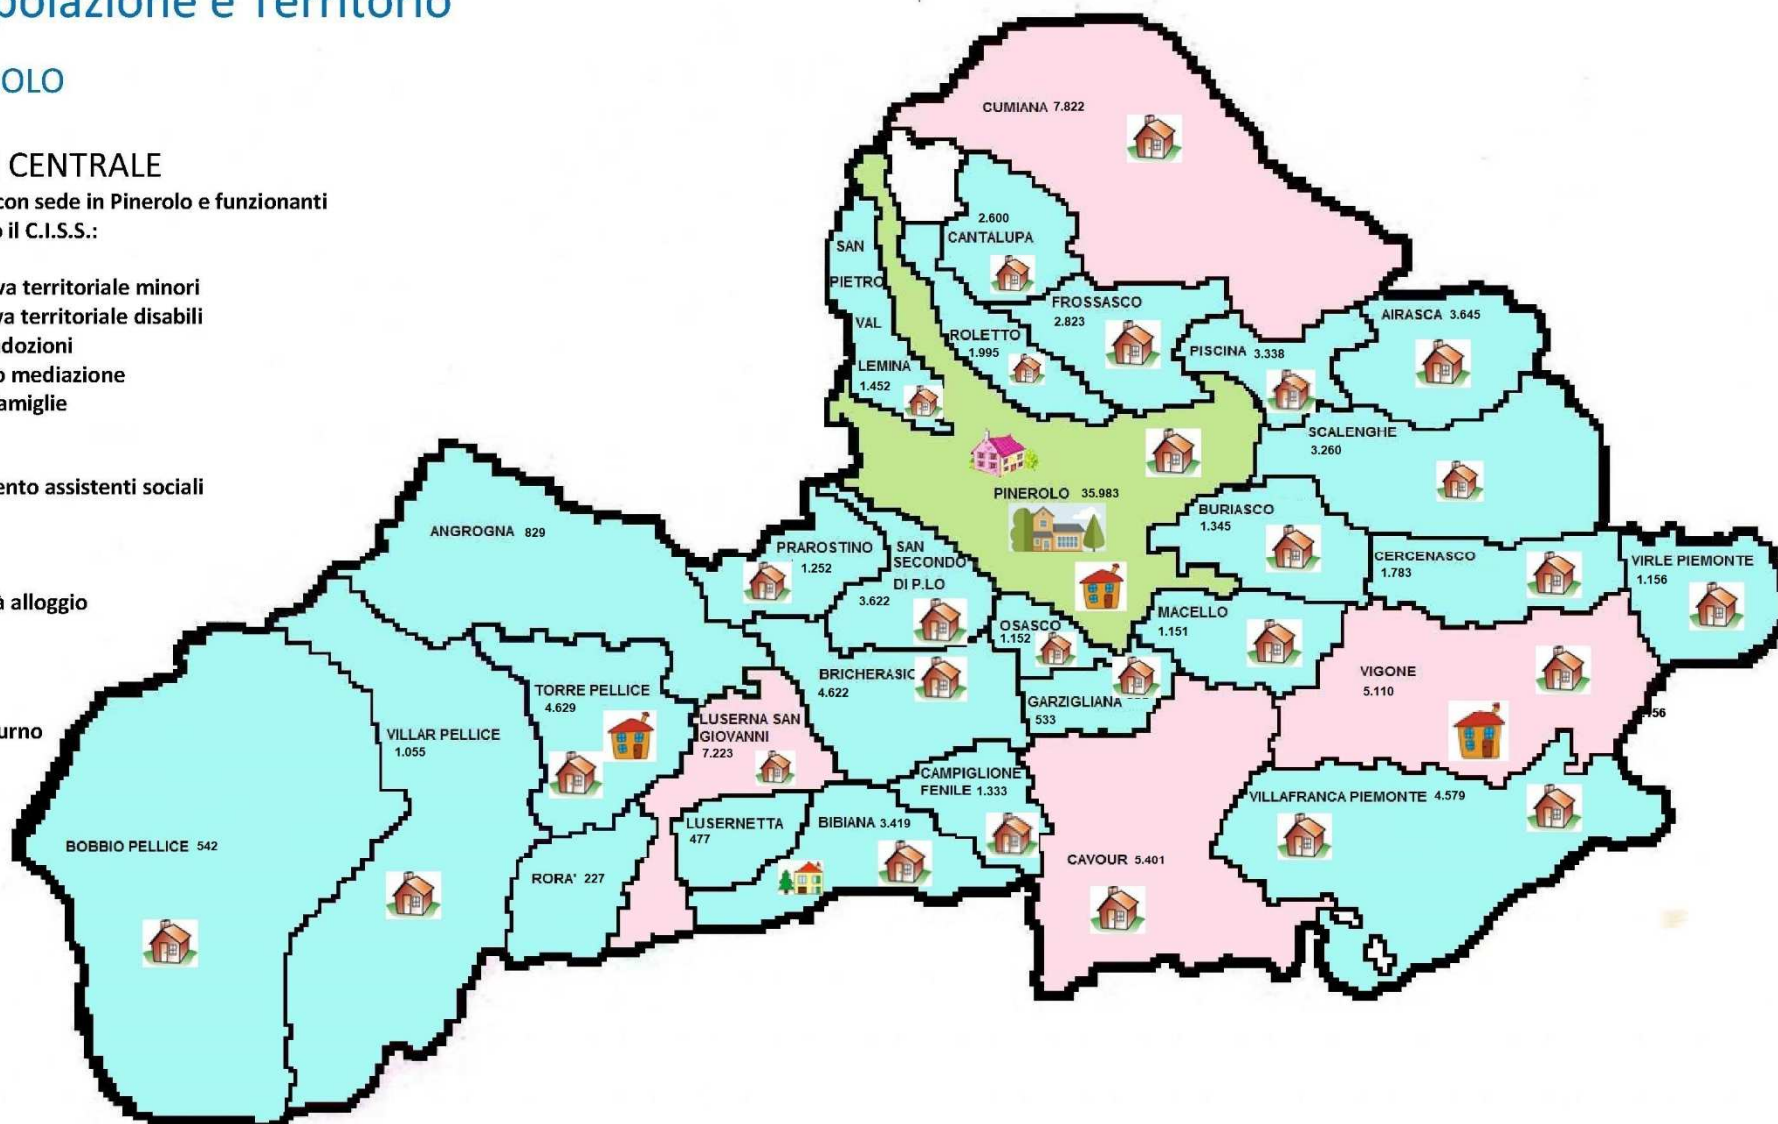 polazione e Territorio
OLO
CENTRALE
con sede in Pinerolo e funzionanti
o il C.I.S.S.:
va territoriale minori
va territoriale disabili
dozioni
o mediazione
amiglie
ento assistenti sociali
à alloggio
urno
CUMIANA 7.822
2.600
CANTALUPA
SAN
PIETRO
VAL
LEMINA
1.452
FROSSASCO
2.823
ROLETTO
1.995
PISCINA 3.338
AIRASCA 3.645
SCALENGHE
3.260
PINEROLO 35.983
BURIASCO
1.345
CERCENASCO
1.783
VIRLE PIEMONTE
1.156
ANGROGNA 829
PRAROSTINO
1.252
SAN
SECONDO
DI P.LO
3.622
OSASCO
1.152
MACELLO
1.151
VIGONE
5.110
156
BRICHERASIO
4.622
GARZIGLIANA
533
TORRE PELLICE
4.629
VILLAR PELLICE
1.055
LUSERNA SAN
GIOVANNI
7.223
CAMPIGLIONE
FENILE 1.333
VILLAFRANCA PIEMONTE 4.579
LUSERNETTA
477
BIBIANA 3.419
CAVOUR 5.401
BOBBIO PELLICE 542
RORA' 227